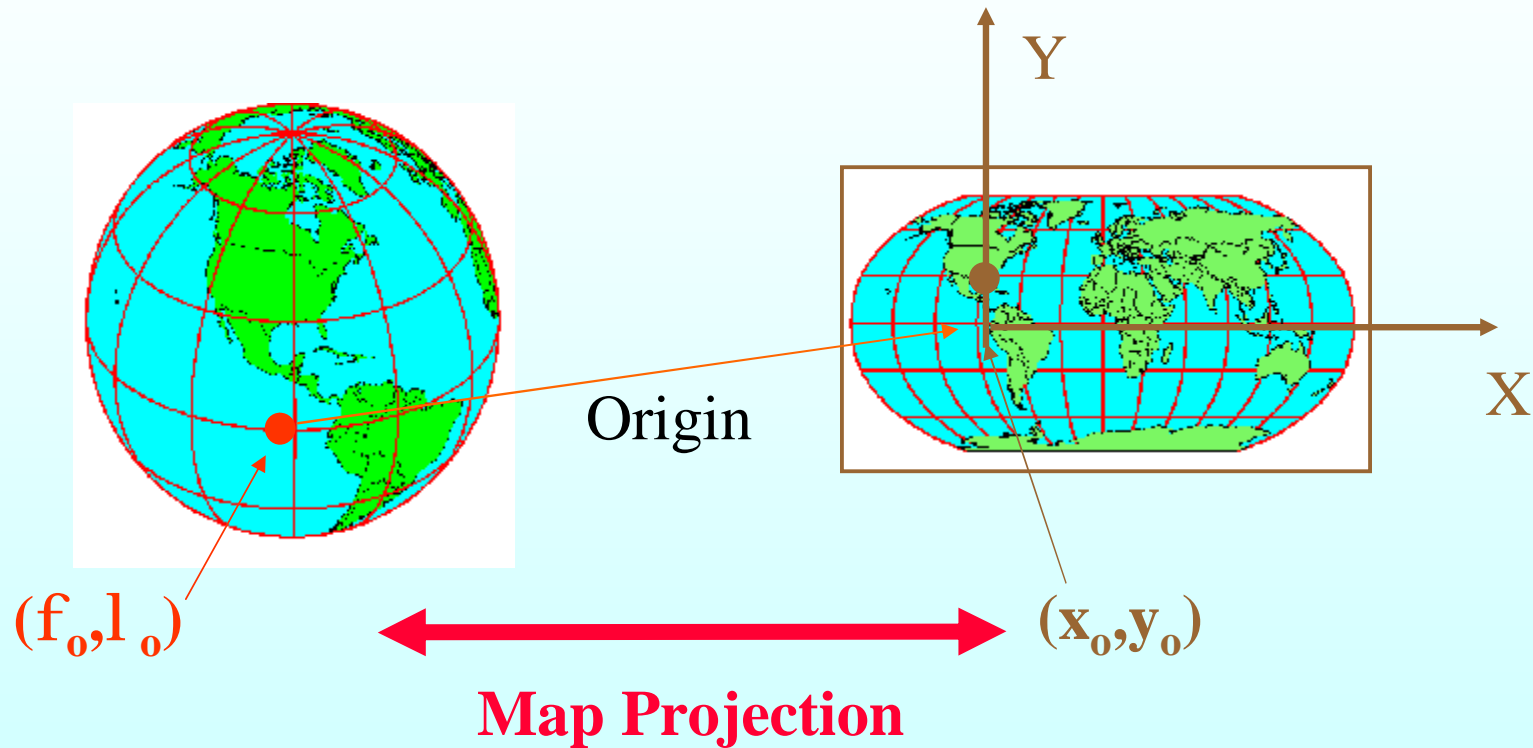 Y
X
Origin
(fo,lo)
(xo,yo)
Map Projection